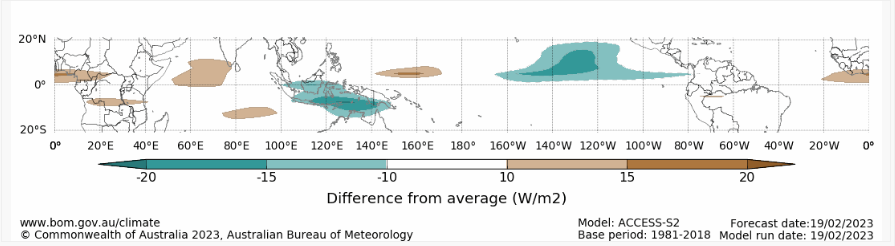 20°N
0°
20°S
0° 20°E 40°E 60°E 80°E 100°E 120°E 140°E 160°E 180° 160°W 140°W 120°W 100°W 80°W 60°W 40°W 20°W 0°
-20 -15 -10 10 15 20
Difference from average (W/m2)
www.bom.gov.au/climate
© Commonwealth of Australia 2023, Australian Bureau of Meteorology
Model: ACCESS-S2 Forecast date:19/02/2023
Base period: 1981-2018 Model run date: 19/02/2023